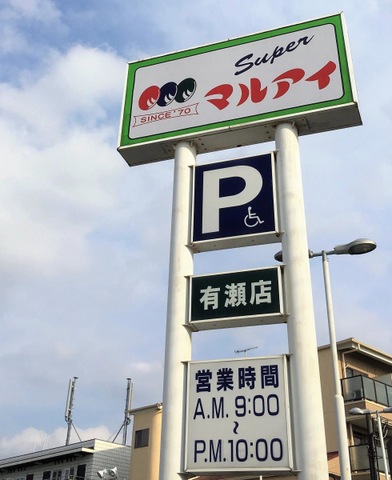 Super
マルアイ
SINCE '70
P
有瀬店
営業時間
A.M. 9:00
~
P.M.10:00